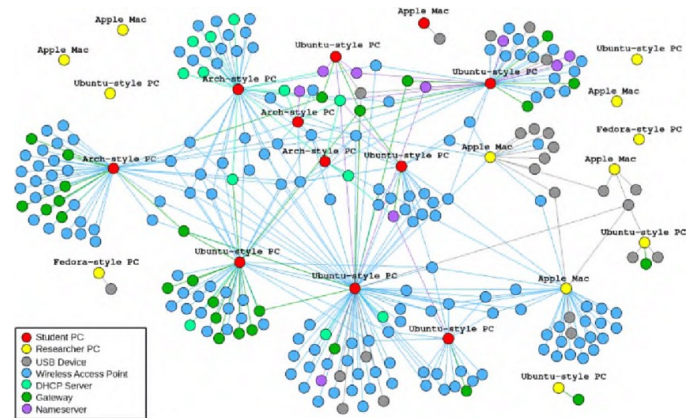 Apple Mac
Apple Mac
Apple Mac
Ubuntu-style PC
Ubuntu-style PC
Apple Mac
Ubuntu-style PC
Arch-style PC
Ubuntu-style PC
Apple Mac
Arch-style PC
Fedora-style PC
Arch-style PC
Arch-style PC
Ubuntu-style PC
Apple Mac
Apple Mac
Ubuntu-style PC
Ubuntu-style PC
Fedora-style PC
Ubuntu-style PC
Apple Mac
Ubuntu-style PC
Ubuntu-style PC
Student PC
Researcher PC
USB Device
Wireless Access Point
DHCP Server
Gateway
Nameserver